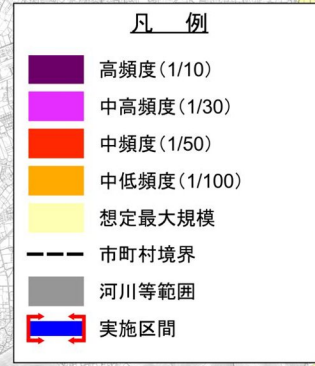 凡 例
高頻度(1/10)
中高頻度(1/30)
中頻度(1/50)
中低頻度(1/100)
想定最大規模
市町村境界
河川等範囲
実施区間